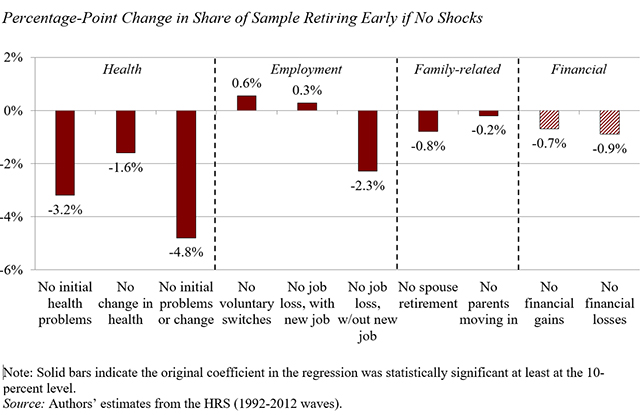 Percentage-Point Change in Share of Sample Retiring Early if No Shocks
2%
0%
-2%
-4%
-6%
Health
Employment
Family-related
Financial
-3.2%
-1.6%
-4.8%
0.6%
0.3%
-2.3%
-0.8%
-0.2%
-0.7%
-0.9%
No initial
health
problems
No
change in
health
No initial
problems
or change
No
voluntary
switches
No job
loss, with
new job
No job
loss,
w/out new
job
No spouse
retirement
No
parents
moving in
No
financial
gains
No
financial
losses
Note: Solid bars indicate the original coefficient in the regression was statistically significant at least at the 10-
percent level.
Source: Authors' estimates from the HRS (1992-2012 waves).